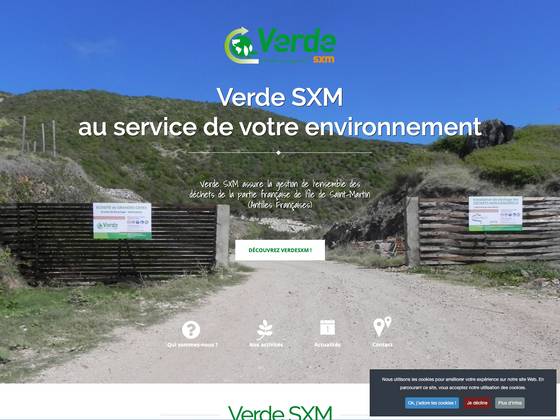 Verde
sxm
Verde SXM
au service de votre environnement
Verde SXM assure la gestion de l'ensemble des
déchets de la partie française de l'île de Saint-Martin
(Antilles Françaises)
Verde
DÉCOUVREZ VERDESXM !
Qui sommes-nous ?
Nos activités
Actualités
Contact
Nous utilisons les cookies pour améliorer votre expérience sur notre site Web. En
parcourant ce site, vous acceptez notre utilisation des cookies.
Ok, j'adore les cookies !
Je décline
Plus d'infos
Verde SXM